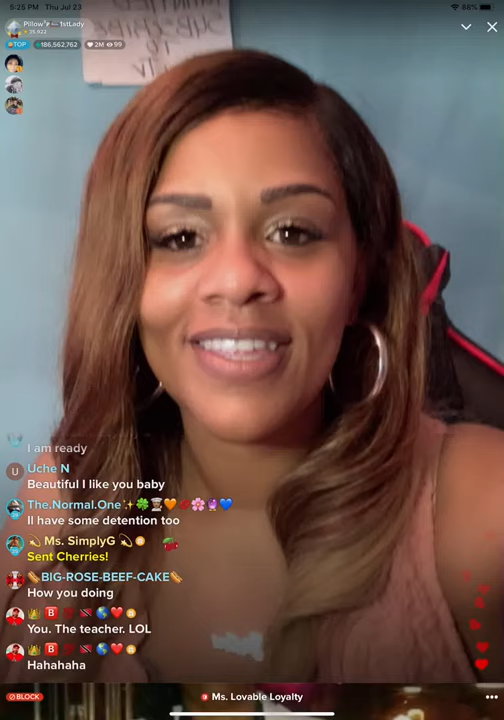 5:25 PM Thu Jul 23
88%
1stLady
TOP 186,562,762 2M 99
I am ready
U Uche N
Beautiful I like you baby
The.Normal.One
Il have some detention too
Ms. SimplyG
Sent Cherries!
BIG-ROSE-BEEF-CAKE
How you doing
B
You. The teacher. LOL
B
Hahahaha
BLOCK Ms. Lovable Loyalty